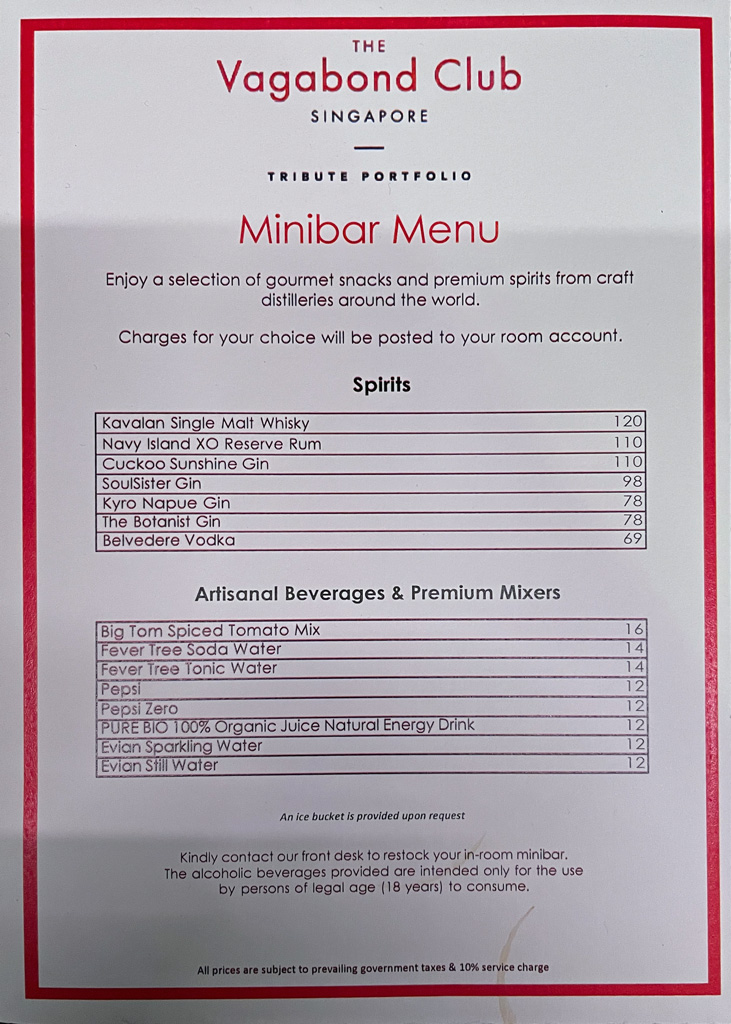 THE
Vagabond Club
SINGAPORE
TRIBUTE PORTFOLIO
Minibar Menu
Enjoy a selection of gourmet snacks and premium spirits from craft
distilleries around the world.
Charges for your choice will be posted to your room account.
Spirits
Kavalan Single Malt Whisky 120
Navy Island XO Reserve Rum 110
Cuckoo Sunshine Gin 110
SoulSister Gin 98
Kyro Napue Gin 78
The Botanist Gin 78
Belvedere Vodka 69
Artisanal Beverages & Premium Mixers
Big Tom Spiced Tomato Mix 16
Fever Tree Soda Water 14
Fever Tree Tonic Water 14
Pepsi 12
Pepsi Zero 12
PURE BIO 100% Organic Juice Natural Energy Drink 12
Evian Sparkling Water 12
Evian Still Water 12
An ice bucket is provided upon request
Kindly contact our front desk to restock your in-room minibar.
The alcoholic beverages provided are intended only for the use
by persons of legal age (18 years) to consume.
All prices are subject to prevailing government taxes & 10% service charge